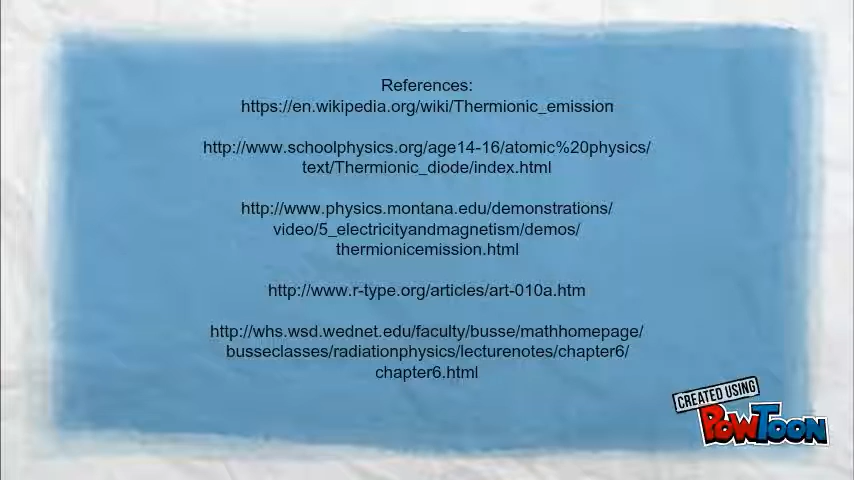 References:
https://en.wikipedia.org/wiki/Thermionic_emission
http://www.schoolphysics.org/age14-16/atomic%20physics/
text/Thermionic_diode/index.html
http://www.physics.montana.edu/demonstrations/
video/5_electricityandmagnetism/demos/
thermionicemission.html
http://www.r-type.org/articles/art-010a.htm
http://whs.wsd.wednet.edu/faculty/busse/mathhomepage/
busseclasses/radiationphysics/lecturenotes/chapter6/
chapter6.html
CREATED USING
PowToon